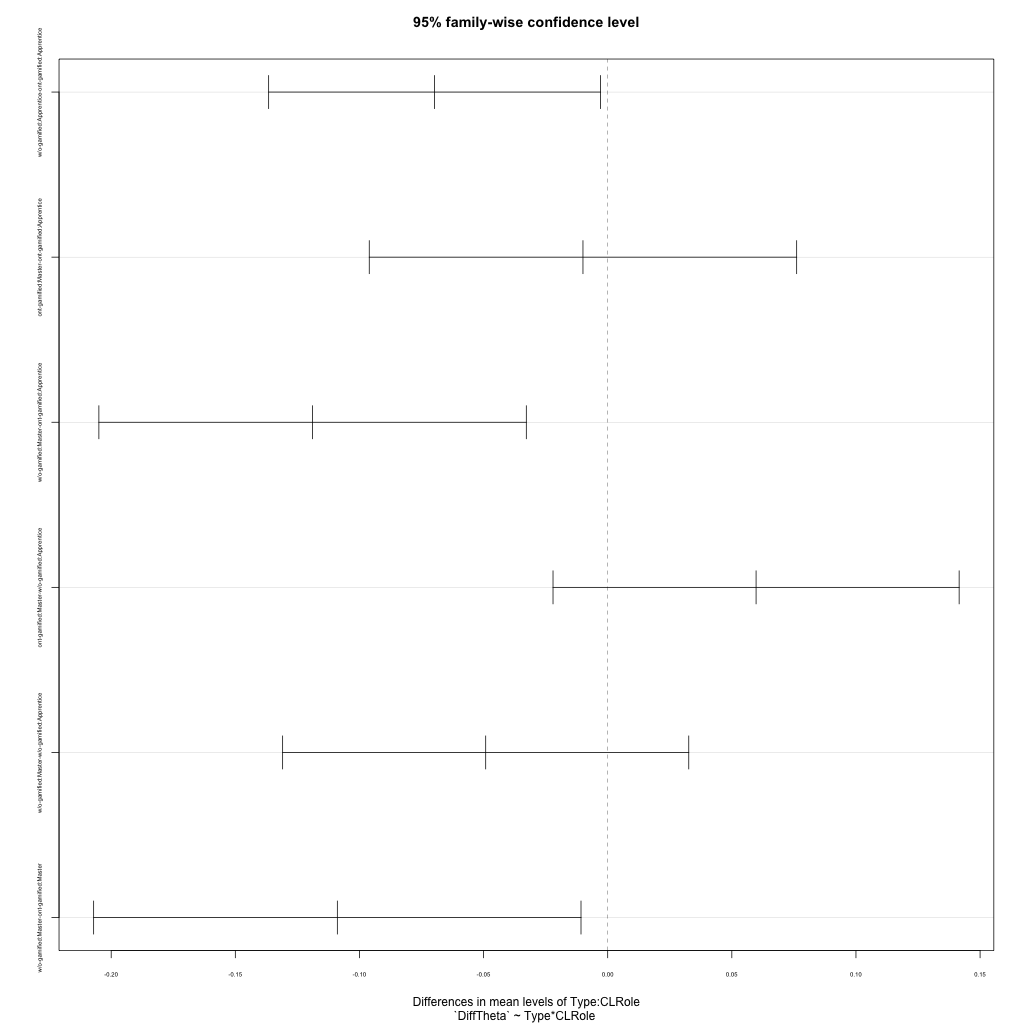 95% family-wise confidence level
w/o-gamified:Apprentice-ont-gamified:Apprentice
ont-gamified:Master-ont-gamified:Apprentice
w/o-gamified:Master-ont-gamified:Apprentice
ont-gamified:Master-w/o-gamified:Apprentice
w/o-gamified:Master-w/o-gamified:Apprentice
w/o-gamified:Master-ont-gamified:Master
-0.20 -0.15 -0.10 -0.05 0.00 0.05 0.10 0.15
Differences in mean levels of Type:CLRole
`DiffTheta` ~ Type*CLRole